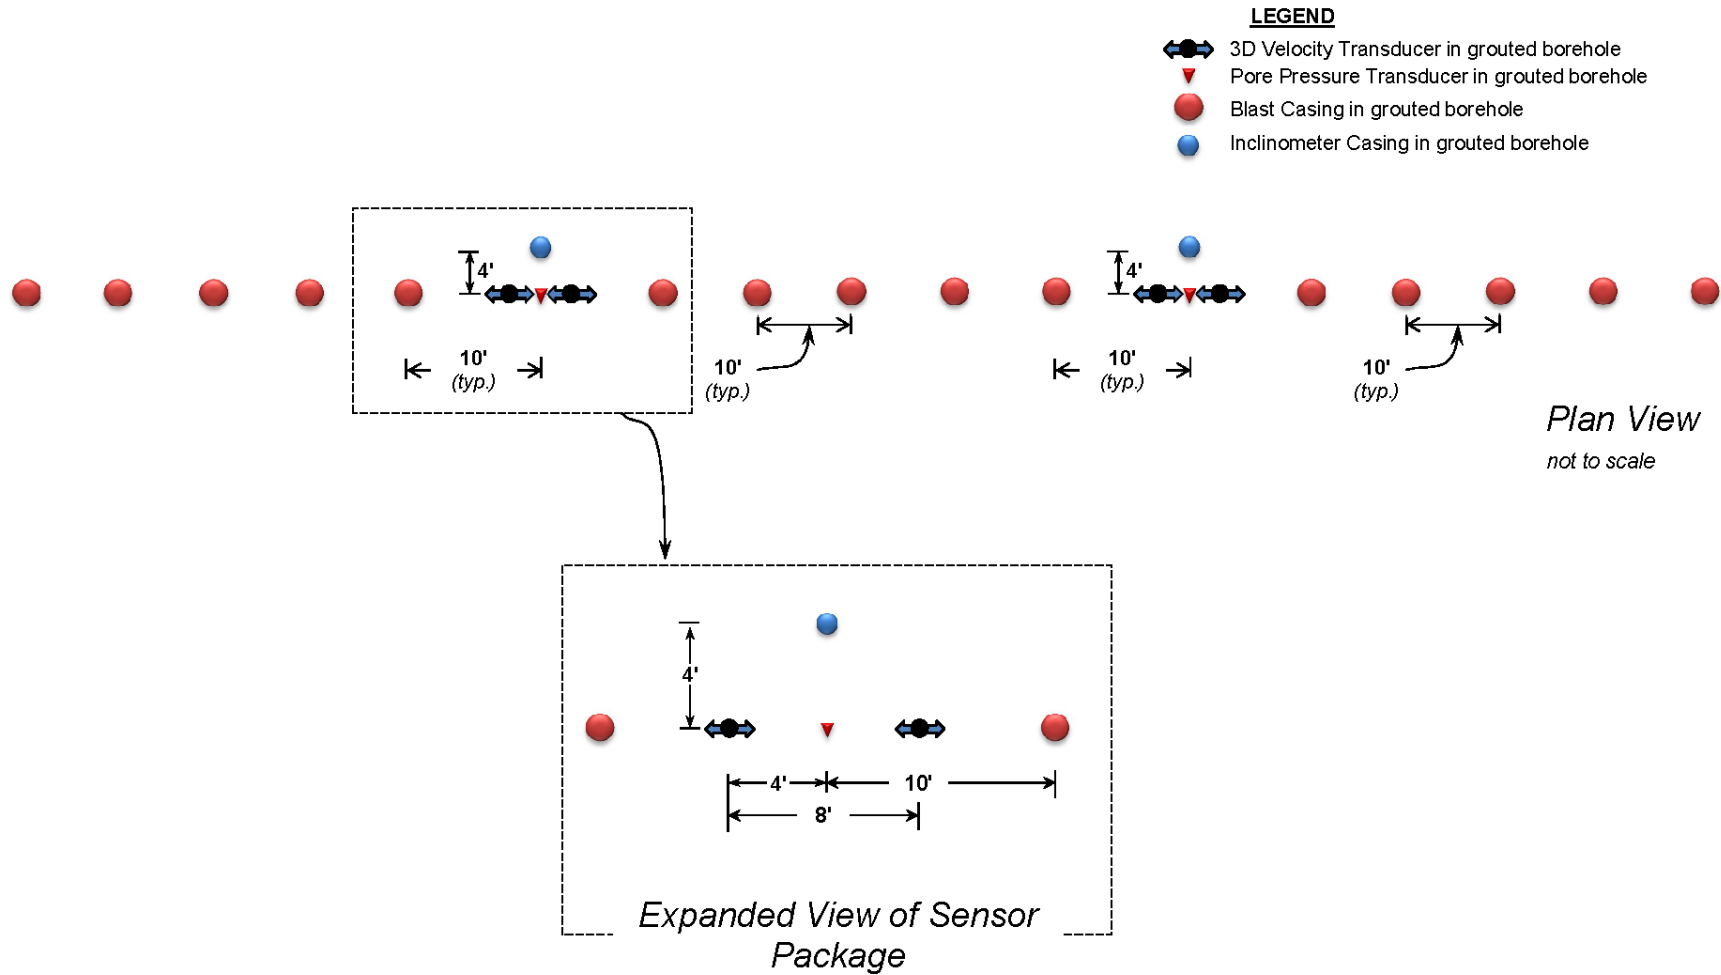 LEGEND
3D Velocity Transducer in grouted borehole
Pore Pressure Transducer in grouted borehole
Blast Casing in grouted borehole
Inclinometer Casing in grouted borehole
4'
4'
10'
(typ.)
10'
(typ.)
10'
(typ.)
10'
(typ.)
Plan View
not to scale
4'
4'
10'
8'
Expanded View of Sensor
Package